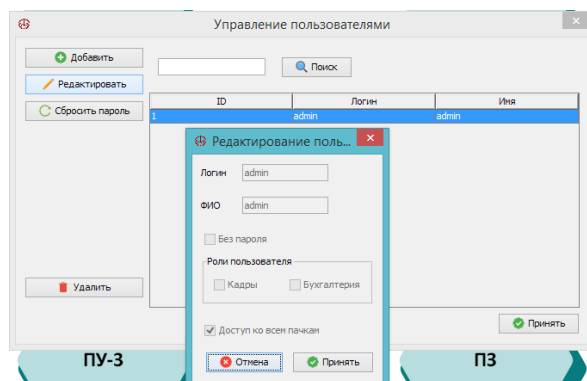 Управление пользователями
Добавить
Поиск
Редактировать
Сбросить пароль
ID Логин Имя
1 admin admin
Редактирование поль...
Логин admin
ФИО admin
Без пароля
Роли пользователя
Кадры Бухгалтерия
Удалить
Доступ ко всем пачкам
Принять
Отмена Принять
ПУ-3 ПЗ